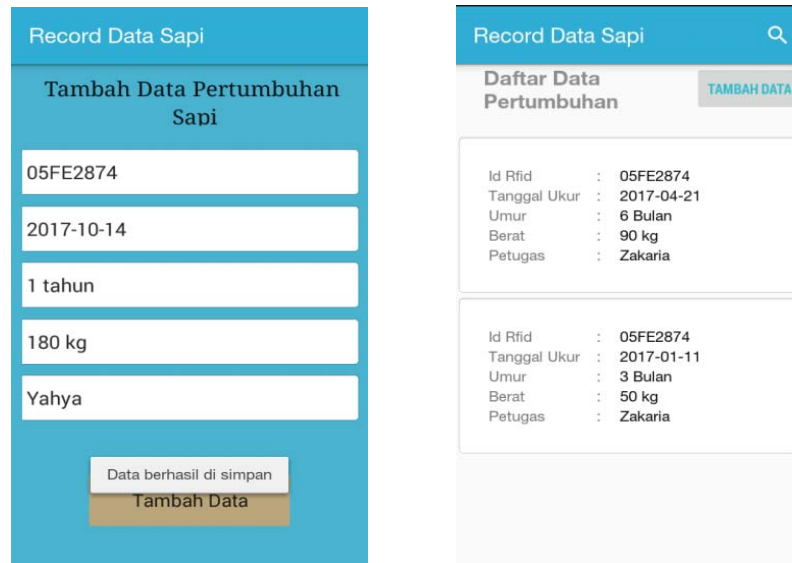 Record Data Sapi
Tambah Data Pertumbuhan
Sapi
05FE2874
2017-10-14
1 tahun
180 kg
Yahya
Data berhasil di simpan
Tambah Data
Record Data Sapi
Daftar Data
Pertumbuhan
TAMBAH DATA
Id Rfid : 05FE2874
Tanggal Ukur : 2017-04-21
Umur : 6 Bulan
Berat : 90 kg
Petugas : Zakaria
Id Rfid : 05FE2874
Tanggal Ukur : 2017-01-11
Umur : 3 Bulan
Berat : 50 kg
Petugas : Zakaria